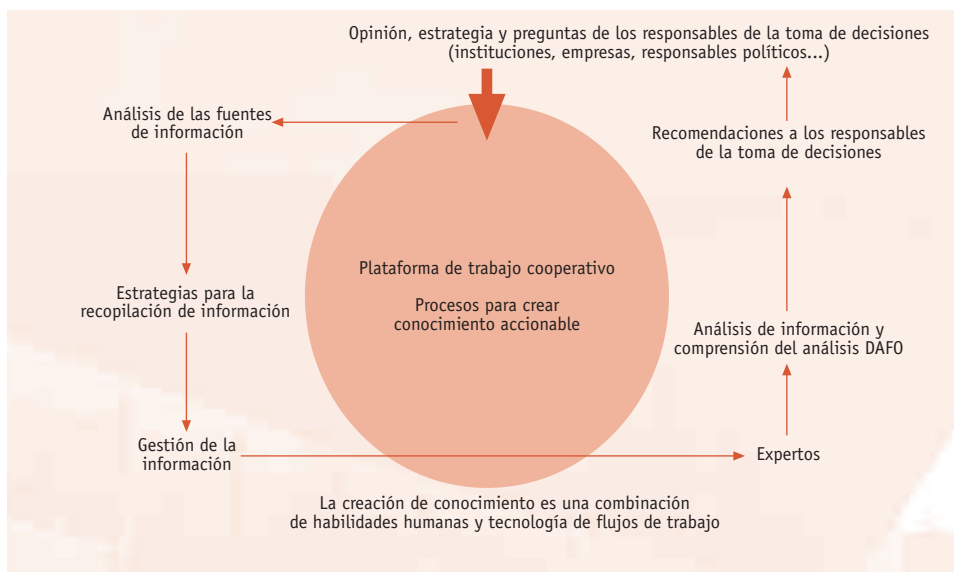 Opinión, estrategia y preguntas de los responsables de la toma de decisiones
(instituciones, empresas, responsables políticos...)
Análisis de las fuentes
de información
Recomendaciones a los responsables
de la toma de decisiones
Plataforma de trabajo cooperativo
Procesos para crear
conocimiento accionable
Estrategias para la
recopilación de información
Análisis de información y
comprensión del análisis DAFO
Gestión de la
información
Expertos
La creación de conocimiento es una combinación
de habilidades humanas y tecnología de flujos de trabajo